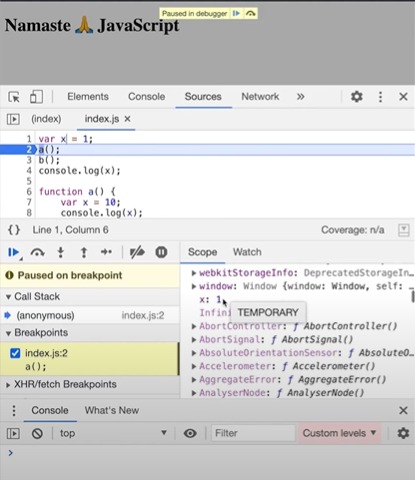 Paused in debugger
Namaste 🙏 JavaScript
Elements Console Sources Network »
(index) index.js ×
1 var x = 1;
2 a();
3 b();
4 console.log(x);
5
6 function a() {
7 var x = 10;
8 console.log(x);
{} Line 1, Column 6 Coverage: n/a
Scope Watch
Paused on breakpoint
Call Stack
(anonymous) index.js:2
Breakpoints
index.js:2
a();
XHR/fetch Breakpoints
webkitStorageInfo: DeprecatedStorageIn…
window: Window {window: Window, self: …
x: 1
Infini
TEMPORARY
AbortController: ƒ AbortController()
AbortSignal: ƒ AbortSignal()
AbsoluteOrientationSensor: ƒ AbsoluteO…
Accelerometer: ƒ Accelerometer()
AggregateError: ƒ AggregateError()
AnalyserNode: ƒ AnalyserNode()
Console What's New
top Filter Custom levels